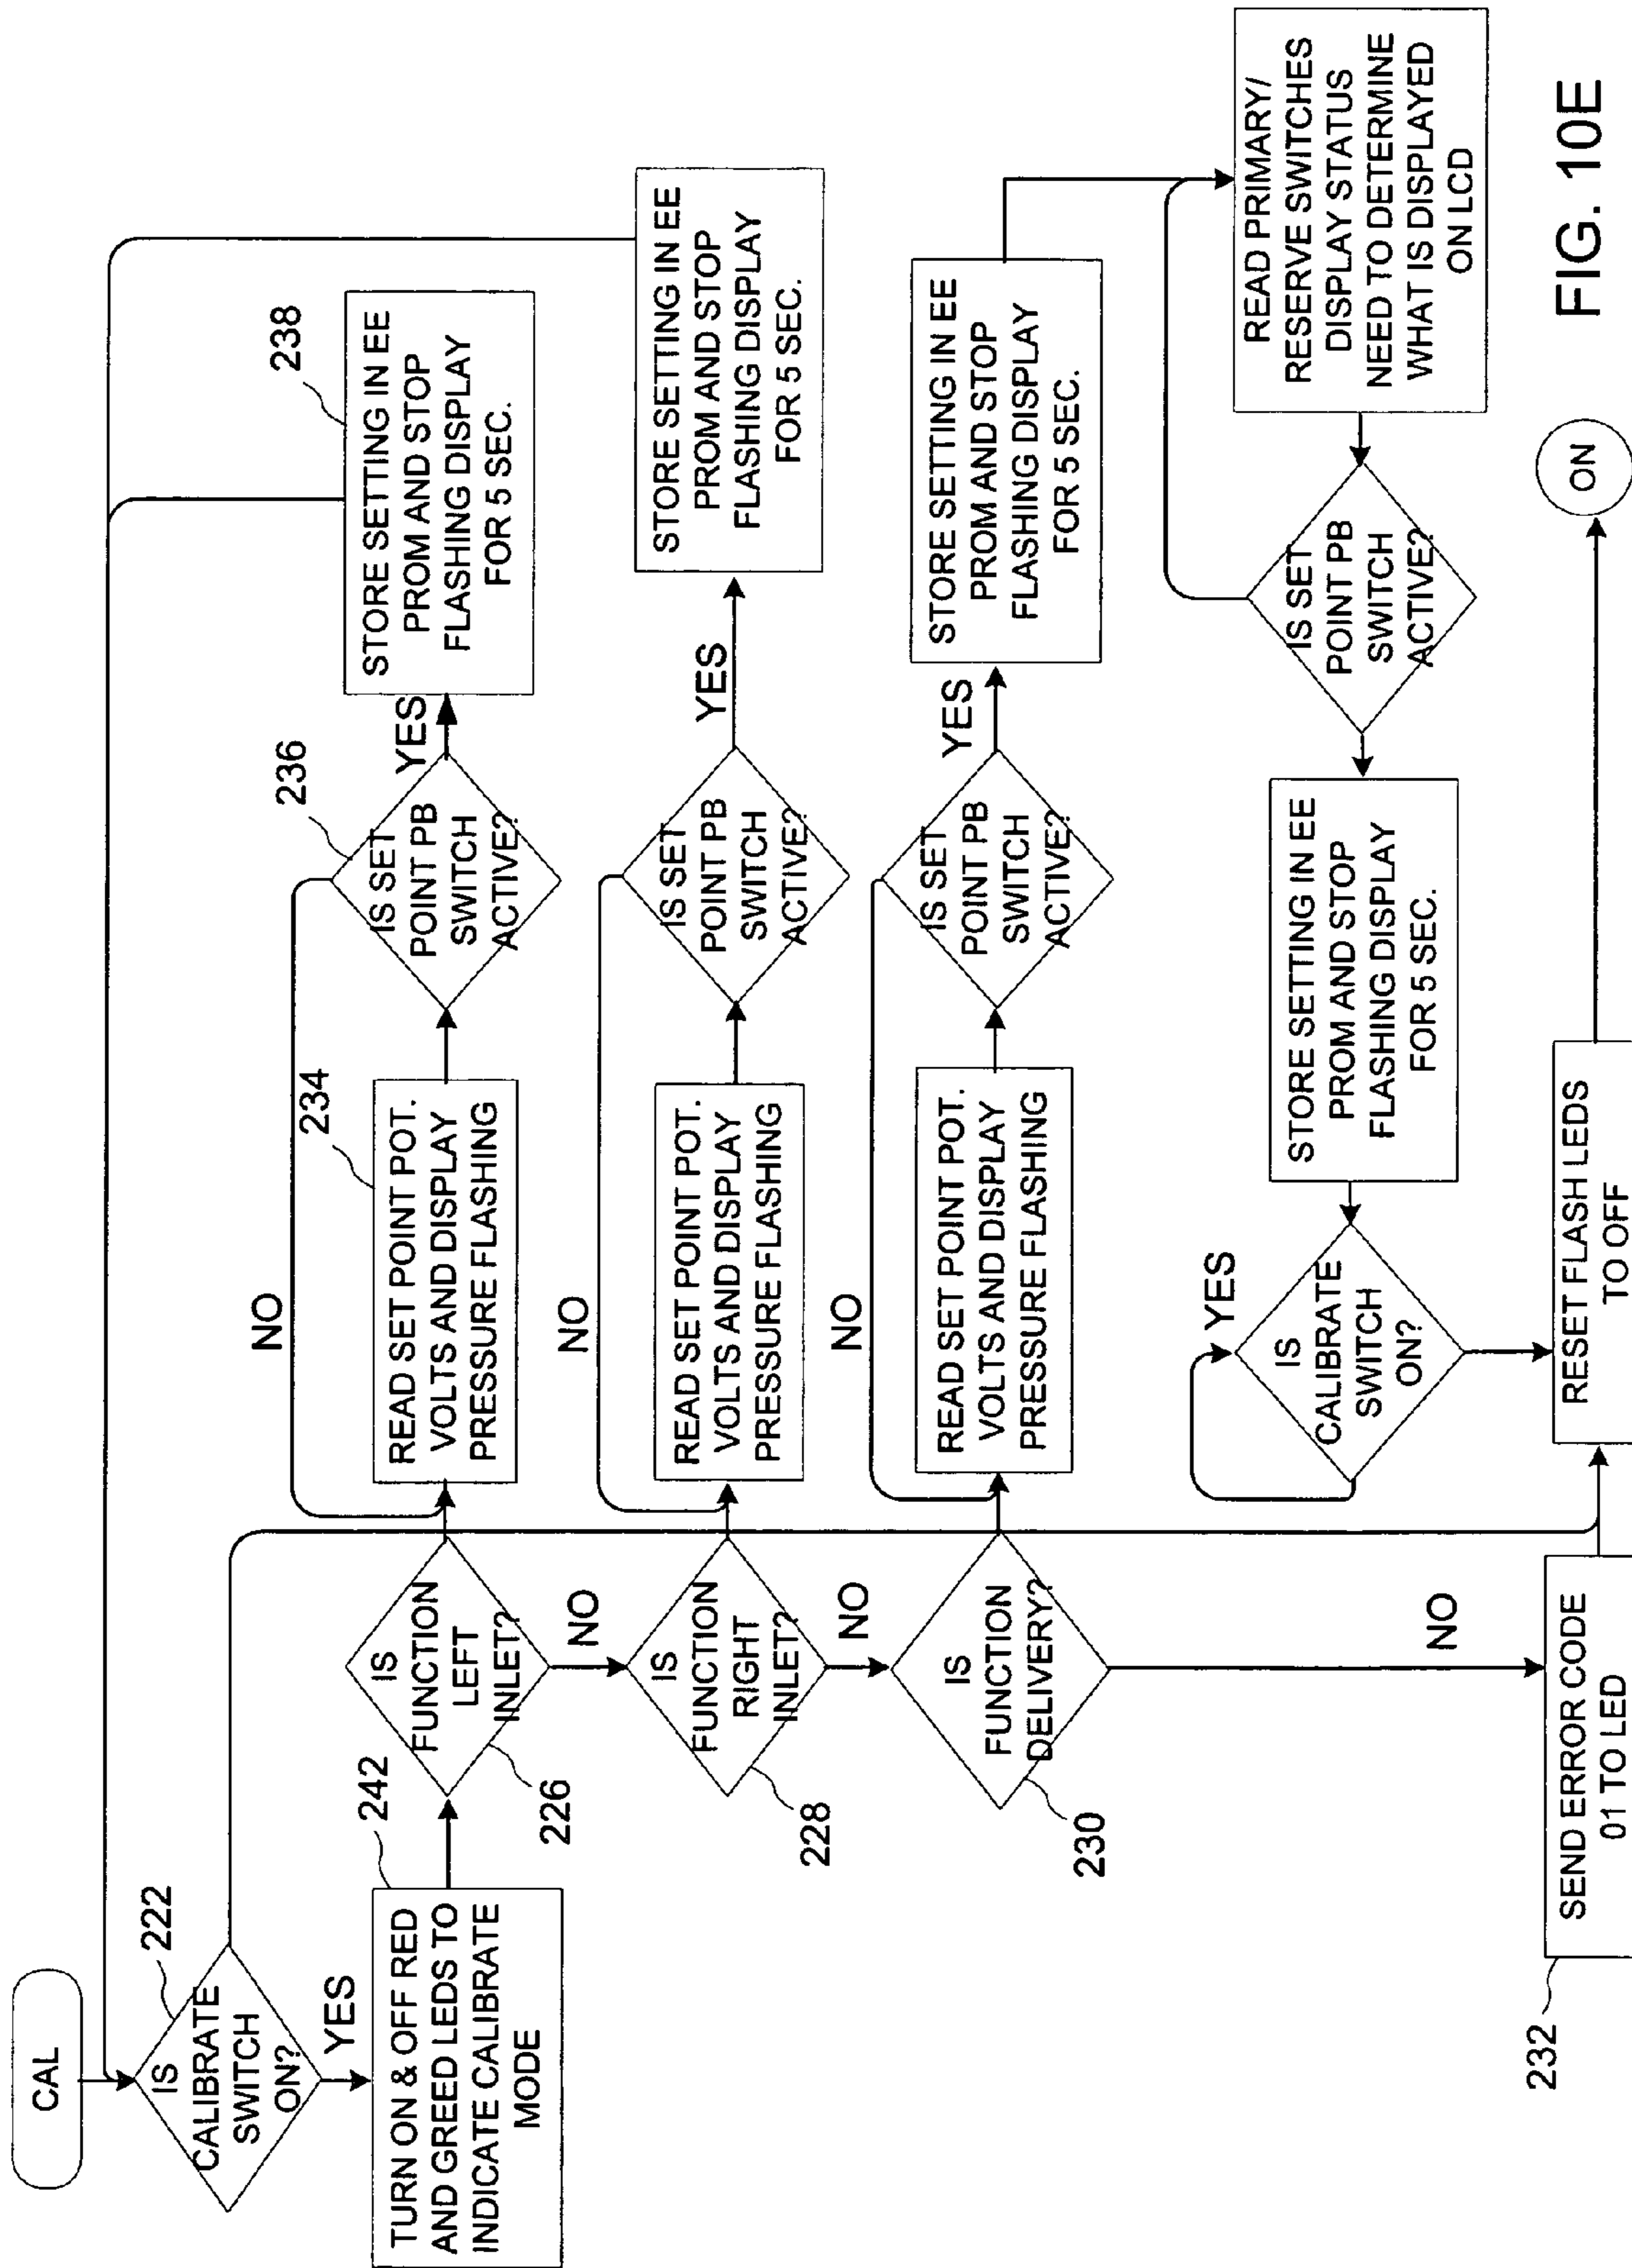 CAL
222
IS
CALIBRATE
SWITCH
ON?
YES
242
TURN ON & OFF RED
AND GREED LEDS TO
INDICATE CALIBRATE
MODE
IS
FUNCTION
LEFT
INLET?
226
NO
234
READ SET POINT POT.
VOLTS AND DISPLAY
PRESSURE FLASHING
236
IS SET
POINT PB
SWITCH
ACTIVE?
NO
YES
238
STORE SETTING IN EE
PROM AND STOP
FLASHING DISPLAY
FOR 5 SEC.
IS
FUNCTION
RIGHT
INLET?
228
NO
READ SET POINT POT.
VOLTS AND DISPLAY
PRESSURE FLASHING
IS SET
POINT PB
SWITCH
ACTIVE?
NO
YES
STORE SETTING IN EE
PROM AND STOP
FLASHING DISPLAY
FOR 5 SEC.
IS
FUNCTION
DELIVERY?
230
NO
READ SET POINT POT.
VOLTS AND DISPLAY
PRESSURE FLASHING
IS SET
POINT PB
SWITCH
ACTIVE?
NO
YES
STORE SETTING IN EE
PROM AND STOP
FLASHING DISPLAY
FOR 5 SEC.
READ PRIMARY/
RESERVE SWITCHES
DISPLAY STATUS
NEED TO DETERMINE
WHAT IS DISPLAYED
ON LCD
IS SET
POINT PB
SWITCH
ACTIVE?
STORE SETTING IN EE
PROM AND STOP
FLASHING DISPLAY
FOR 5 SEC.
IS
CALIBRATE
SWITCH
ON?
YES
232
SEND ERROR CODE
01 TO LED
RESET FLASH LEDS
TO OFF
ON
FIG. 10E